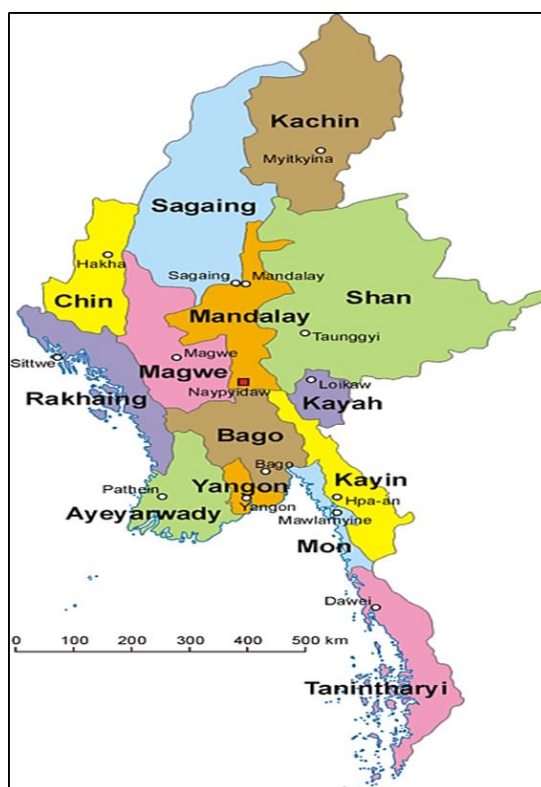 Kachin
Myitkyina
Sagaing
Hakha
Sagaing
Mandalay
Chin
Shan
Mandalay
Taunggyi
Sittwe
Magwe
Magwe
Loikaw
Naypyidaw
Rakhaing
Kayah
Bago
Bago
Kayin
Yangon
Pathein
Hpa-an
Yangon
Ayeyarwady
Mawlamyine
Mon
Dawei
0 100 200 300 400 500 km
Tanintharyi